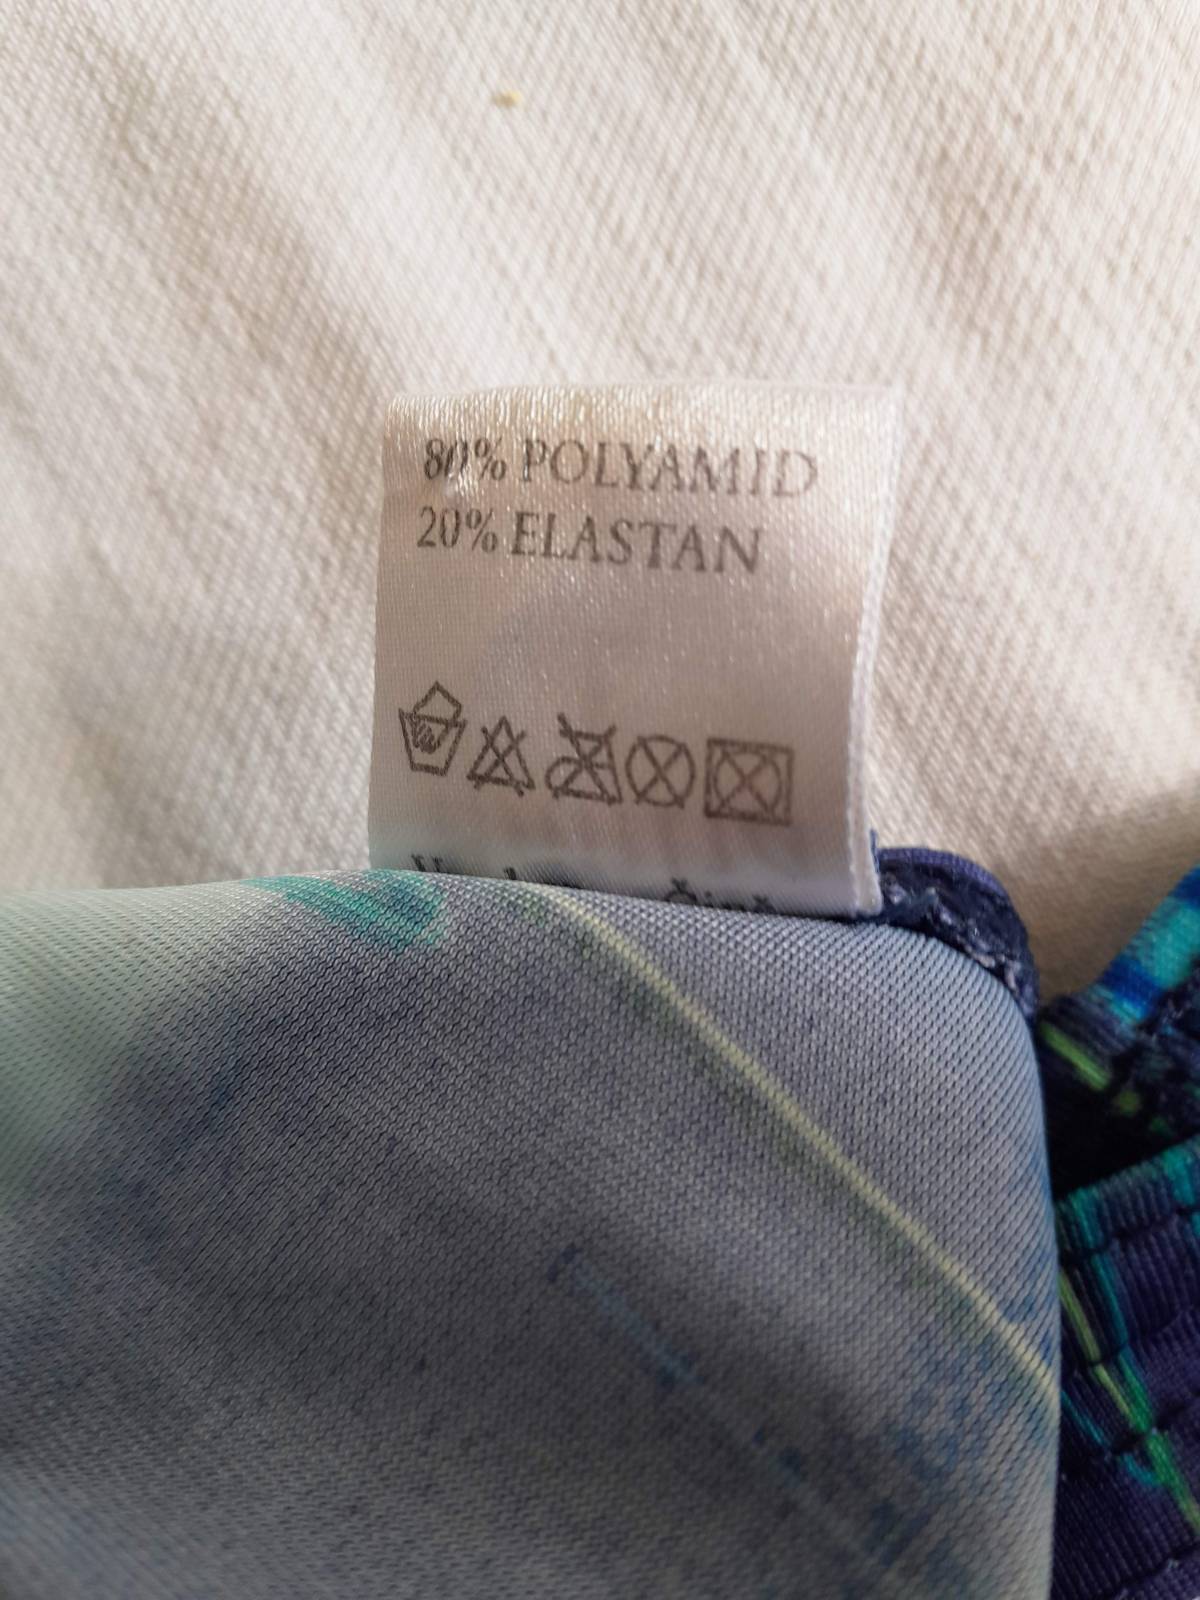 80% POLYAMID
20% ELASTAN